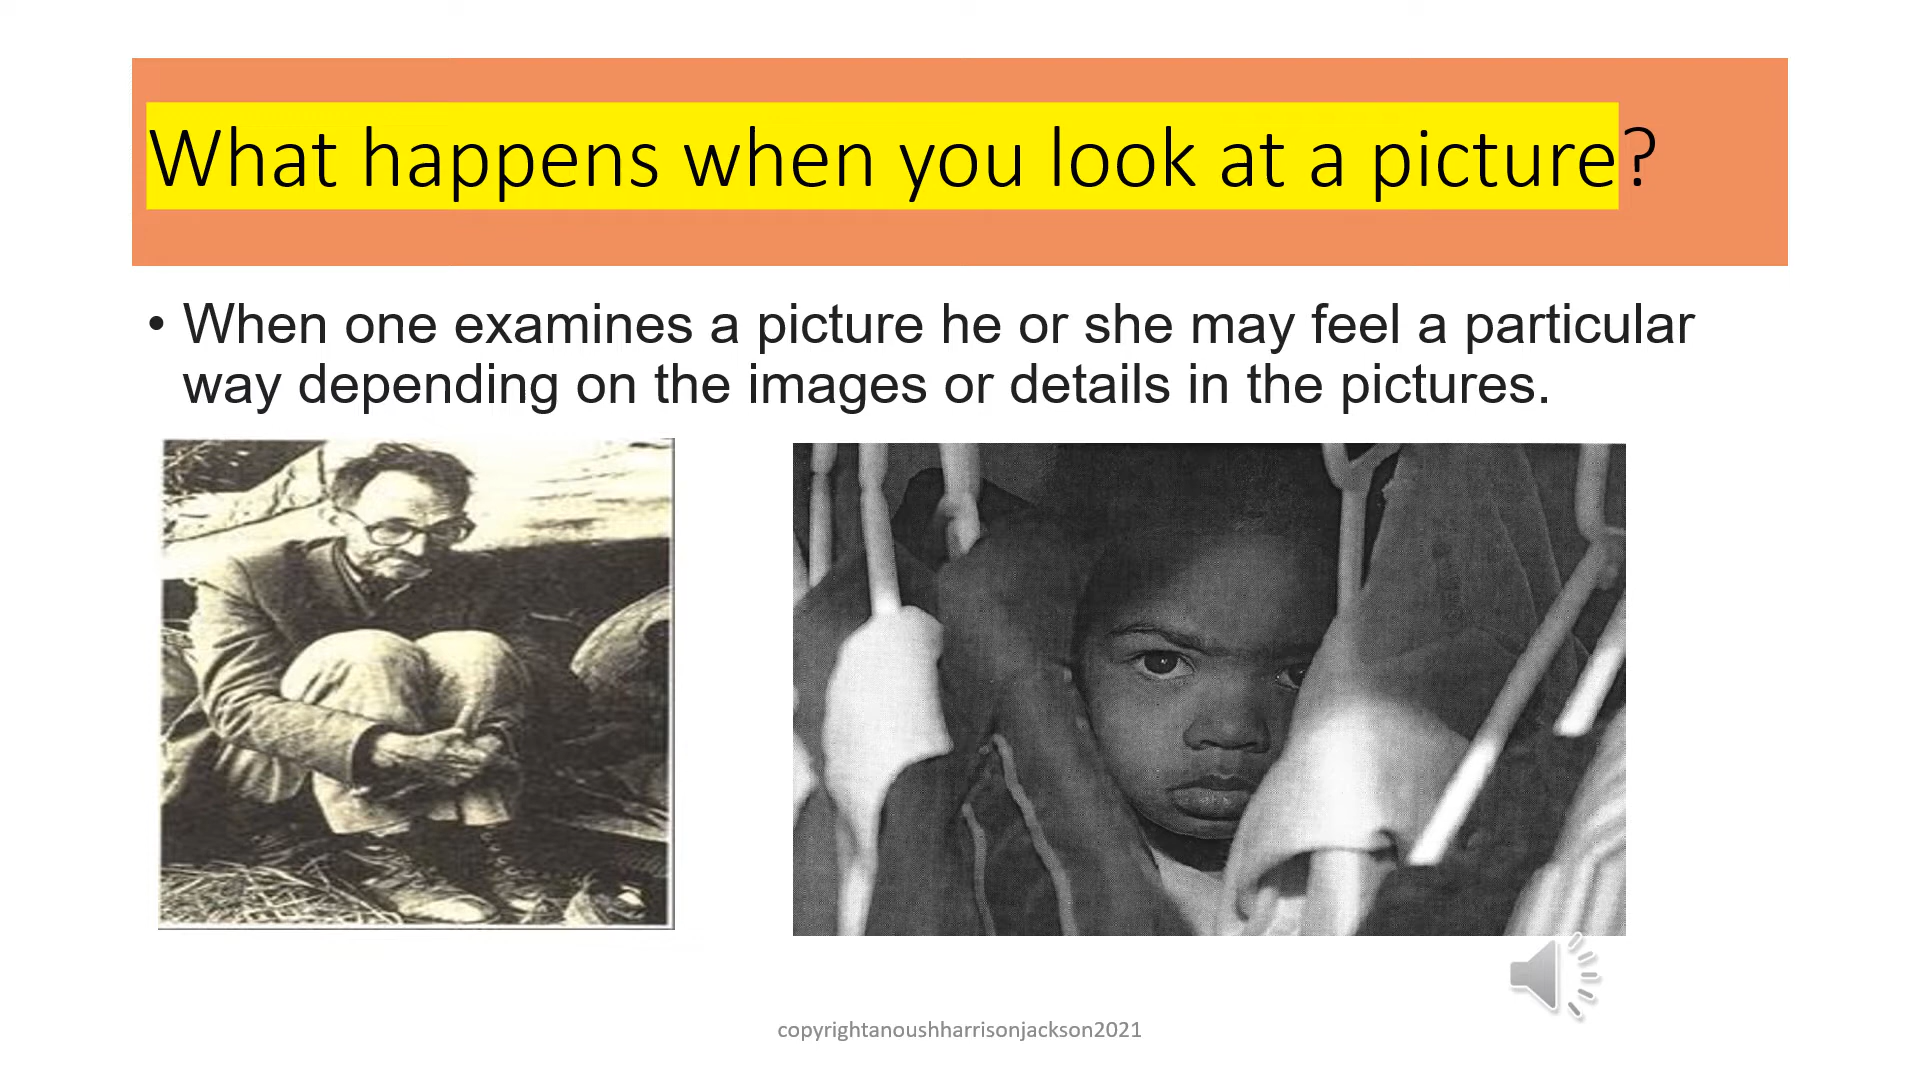 What happens when you look at a picture?
• When one examines a picture he or she may feel a particular
way depending on the images or details in the pictures.
copyrightanoushharrisonjackson2021